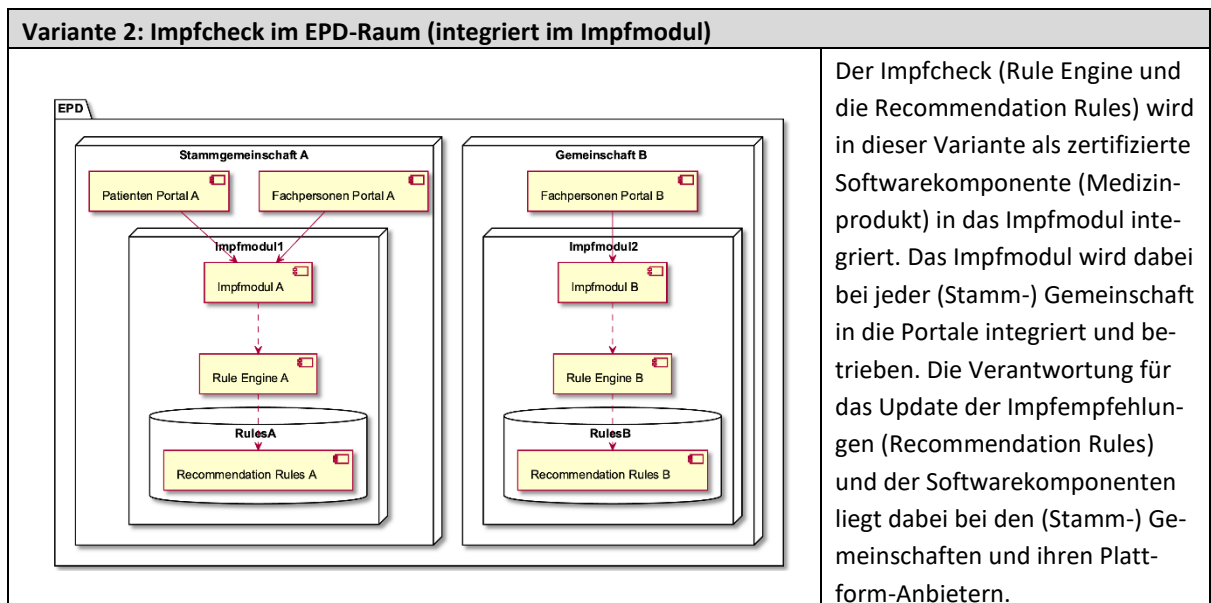 Variante 2: Impfcheck im EPD-Raum (integriert im Impfmodul)
EPD
Stammgemeinschaft A
Patienten Portal A
Fachpersonen Portal A
Impfmodul1
Impfmodul A
Rule Engine A
RulesA
Recommendation Rules A
Gemeinschaft B
Fachpersonen Portal B
Impfmodul2
Impfmodul B
Rule Engine B
RulesB
Recommendation Rules B
Der Impfcheck (Rule Engine und
die Recommendation Rules) wird
in dieser Variante als zertifizierte
Softwarekomponente (Medizin-
produkt) in das Impfmodul inte-
griert. Das Impfmodul wird dabei
bei jeder (Stamm-) Gemeinschaft
in die Portale integriert und be-
trieben. Die Verantwortung für
das Update der Impfempfehlun-
gen (Recommendation Rules)
und der Softwarekomponenten
liegt dabei bei den (Stamm-) Ge-
meinschaften und ihren Platt-
form-Anbietern.